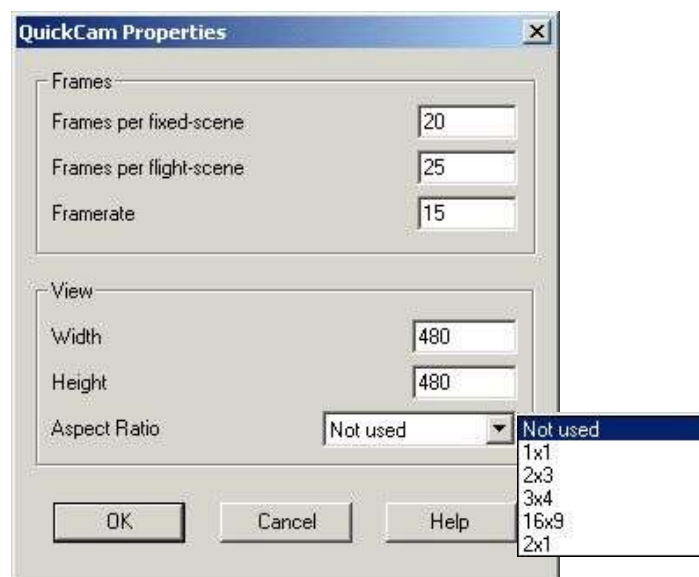 QuickCam Properties
Frames
Frames per fixed-scene 20
Frames per flight-scene 25
Framerate 15
View
Width 480
Height 480
Aspect Ratio Not used
Not used
1x1
2x3
3x4
16x9
2x1
OK Cancel Help